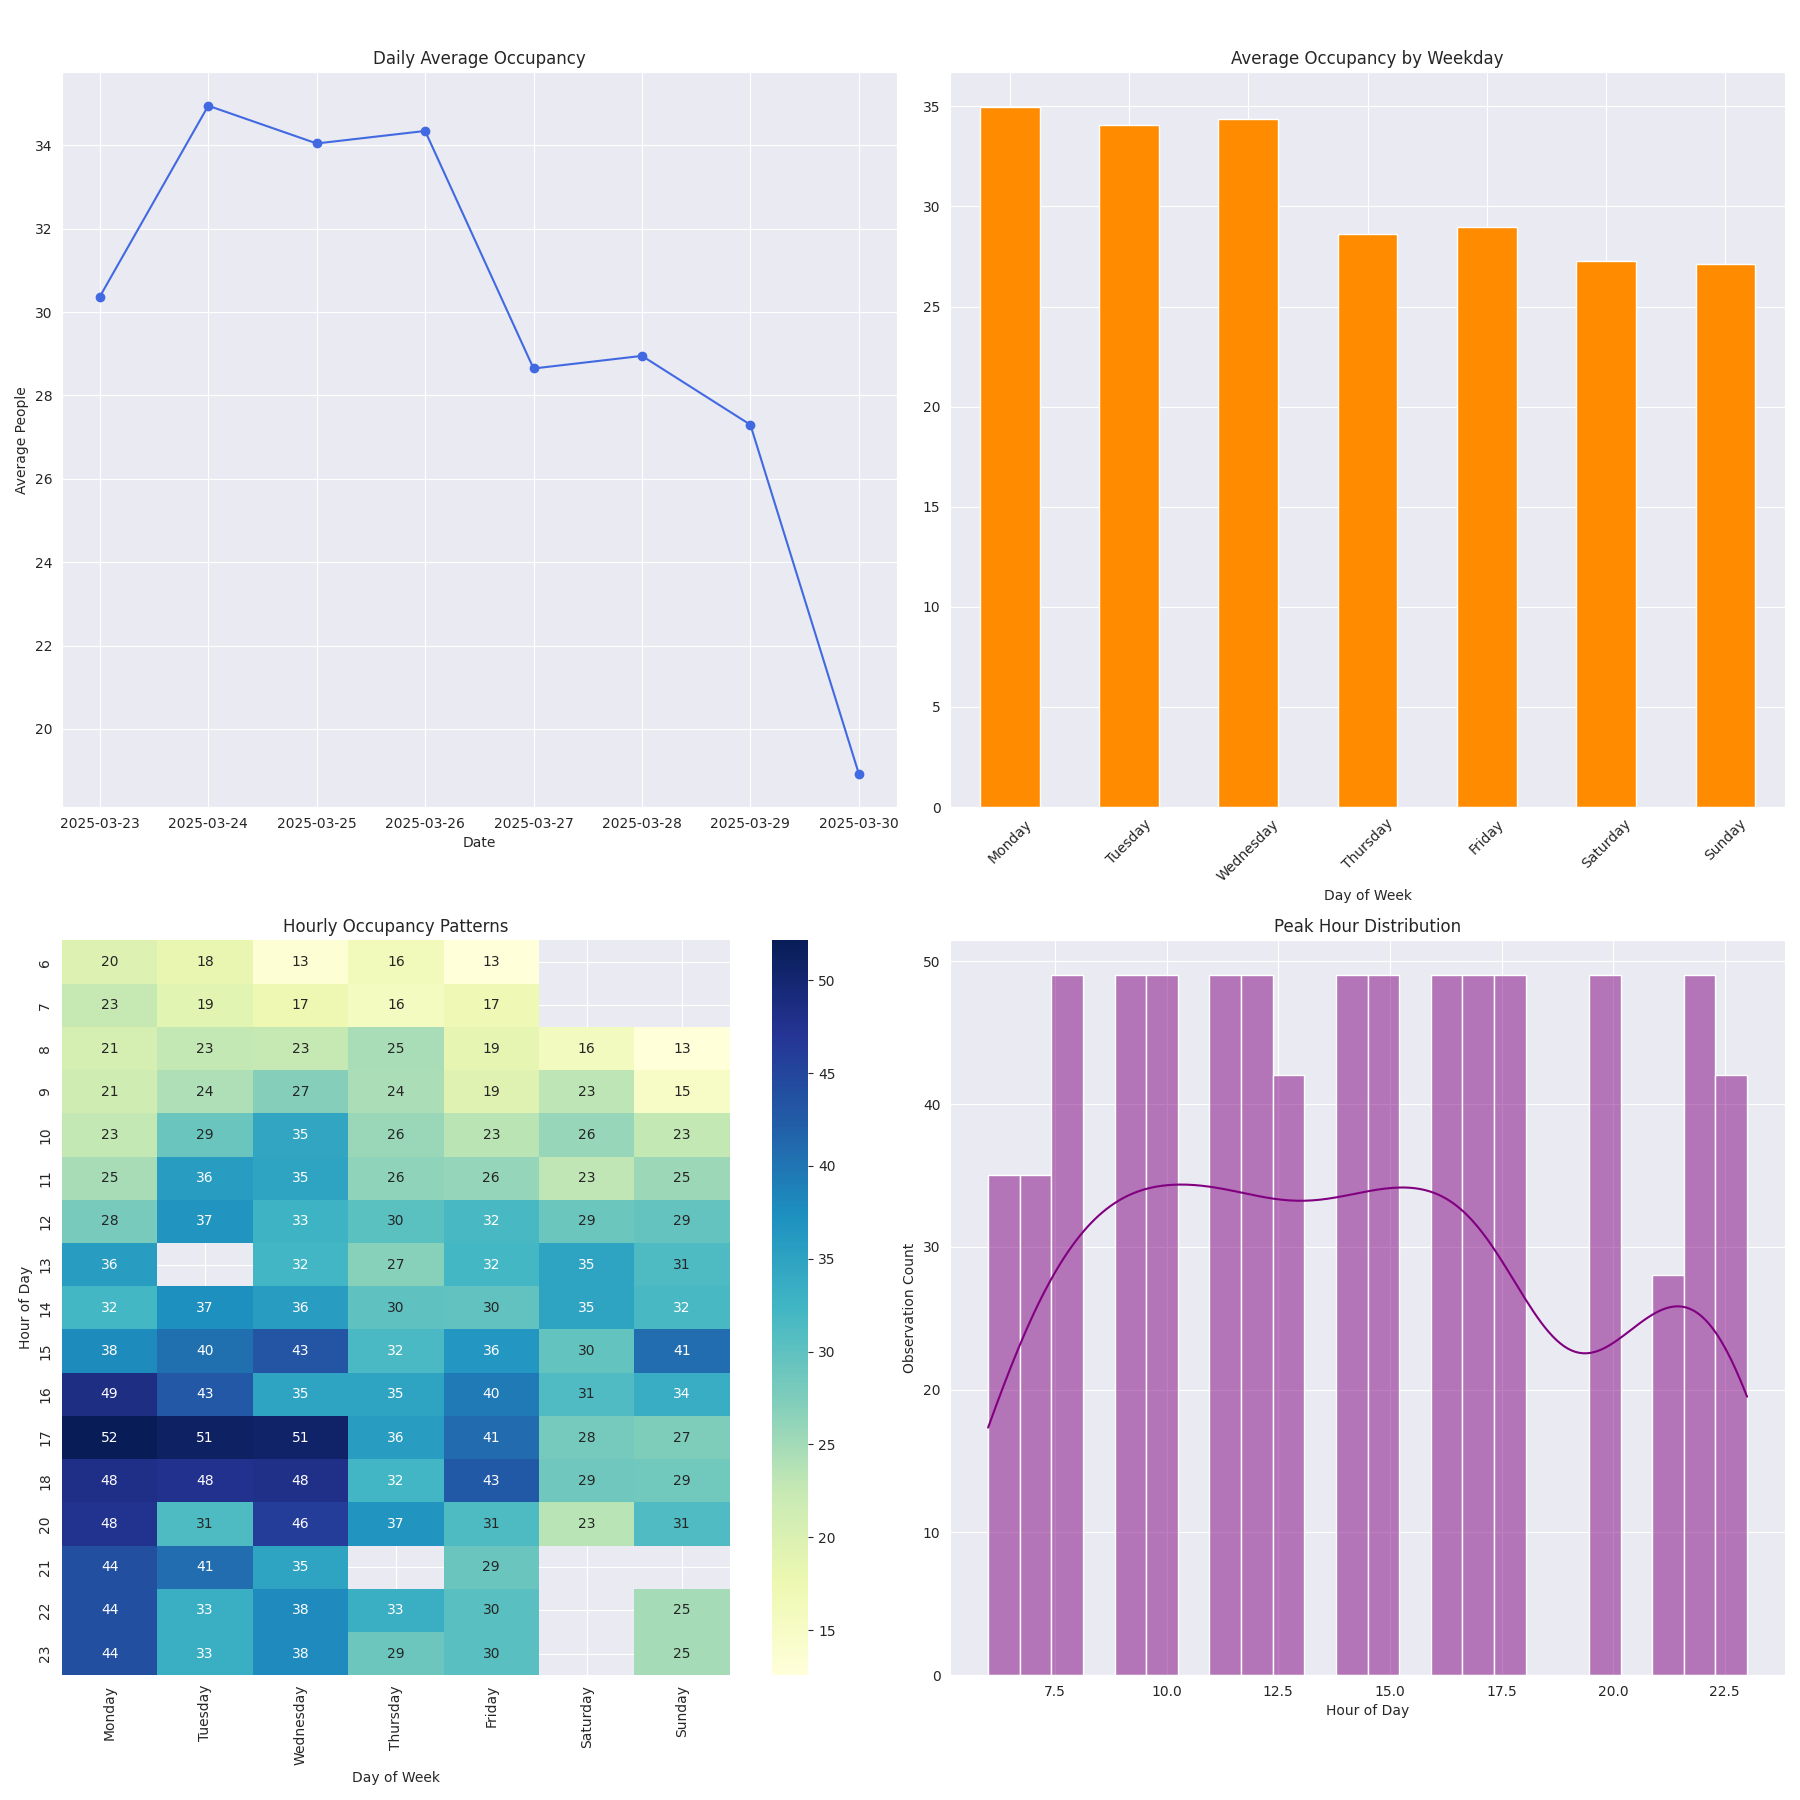 Daily Average Occupancy
Average People
34
32
30
28
26
24
22
20
2025-03-23 2025-03-24 2025-03-25 2025-03-26 2025-03-27 2025-03-28 2025-03-29 2025-03-30
Date
Average Occupancy by Weekday
35
30
25
20
15
10
5
0
Monday Tuesday Wednesday Thursday Friday Saturday Sunday
Day of Week
Hourly Occupancy Patterns
Hour of Day
6 20 18 13 16 13
7 23 19 17 16 17
8 21 23 23 25 19 16 13
9 21 24 27 24 19 23 15
10 23 29 35 26 23 26 23
11 25 36 35 26 26 23 25
12 28 37 33 30 32 29 29
13 36 32 27 32 35 31
14 32 37 36 30 30 35 32
15 38 40 43 32 36 30 41
16 49 43 35 35 40 31 34
17 52 51 51 36 41 28 27
18 48 48 48 32 43 29 29
20 48 31 46 37 31 23 31
21 44 41 35 29
22 44 33 38 33 30 25
23 44 33 38 29 30 25
Monday Tuesday Wednesday Thursday Friday Saturday Sunday
Day of Week
50
45
40
35
30
25
20
15
Peak Hour Distribution
Observation Count
50
40
30
20
10
0
7.5 10.0 12.5 15.0 17.5 20.0 22.5
Hour of Day